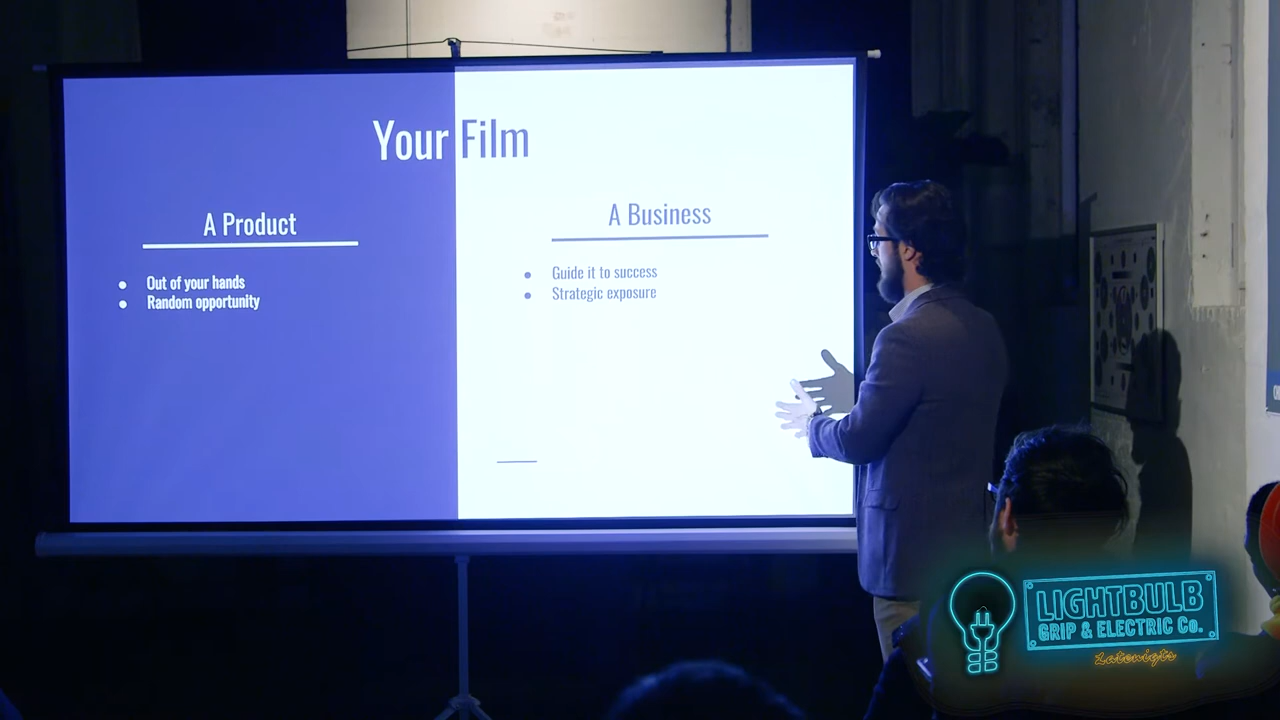 Your Film
A Product
Out of your hands
Random opportunity
A Business
Guide it to success
Strategic exposure
LIGHTBULB
GRIP & ELECTRIC Co.
Latenigts